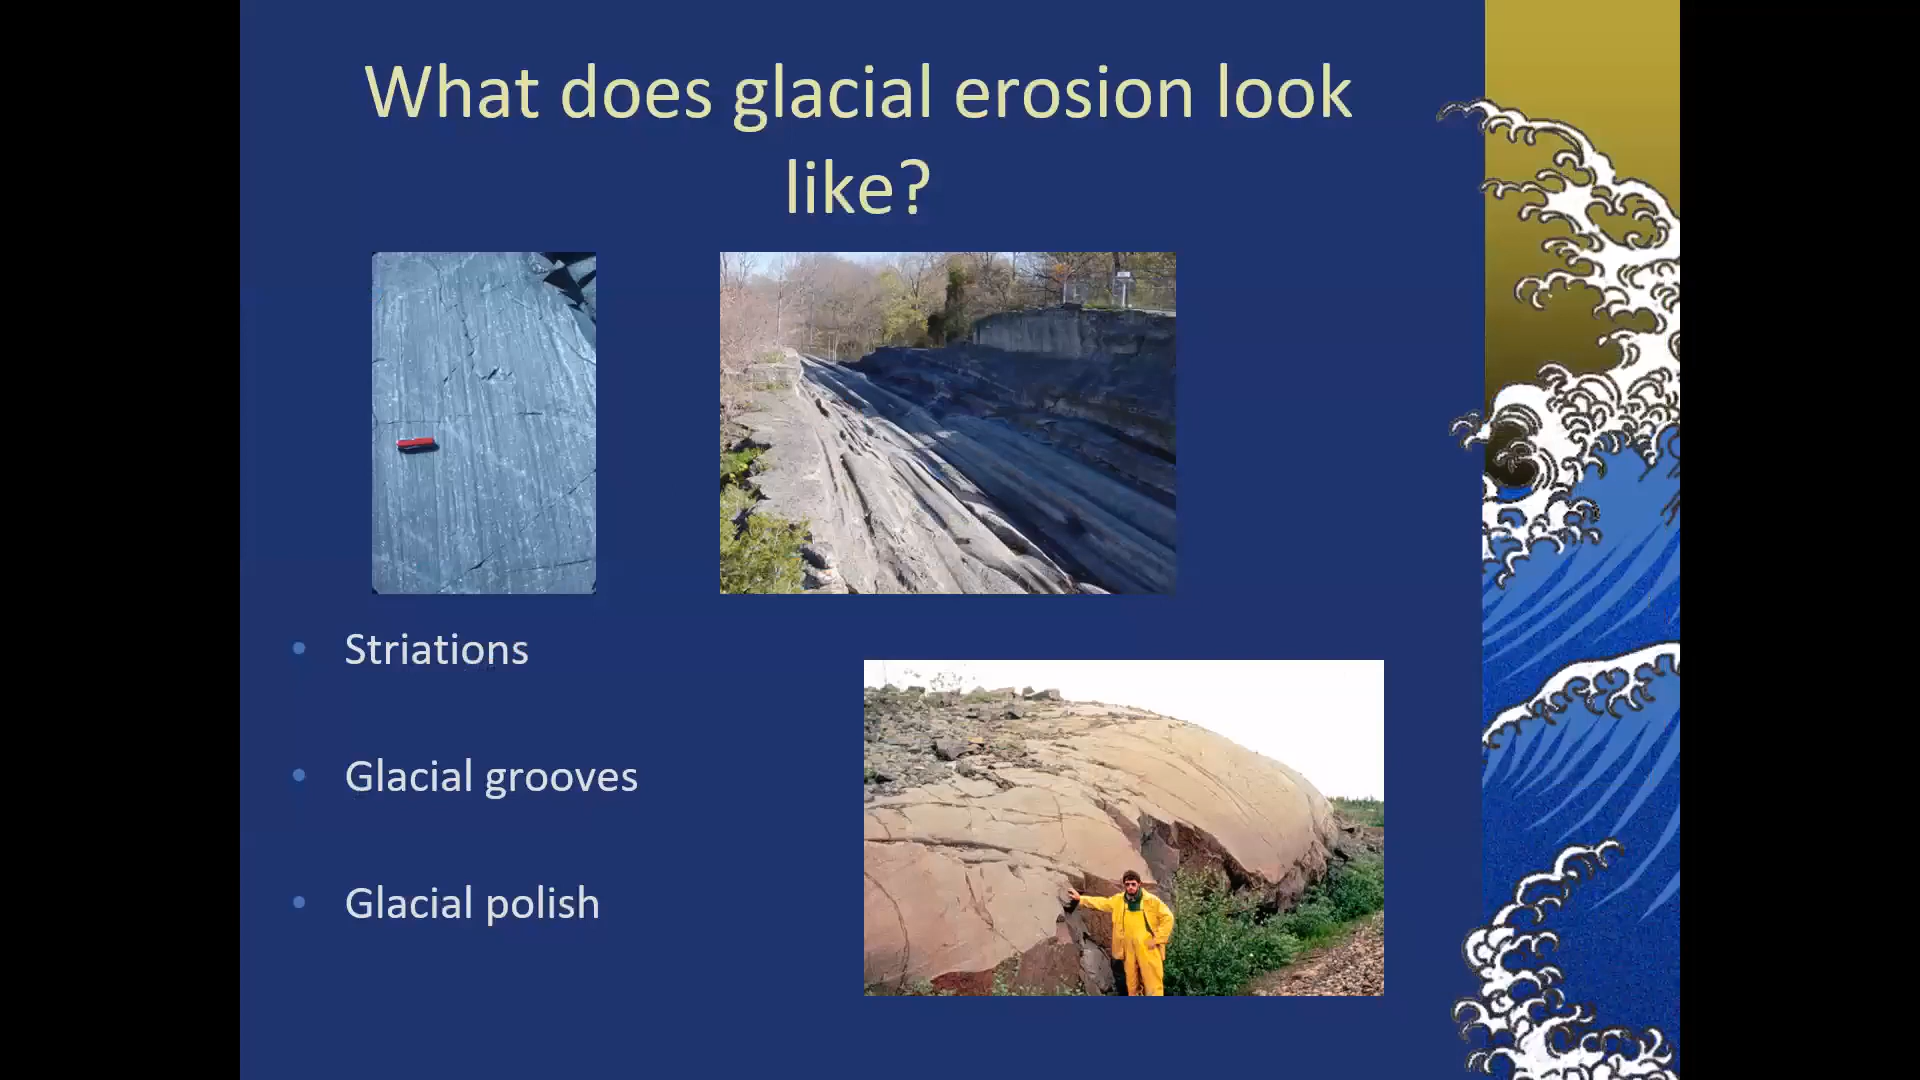 What does glacial erosion look
like?
Striations
Glacial grooves
Glacial polish